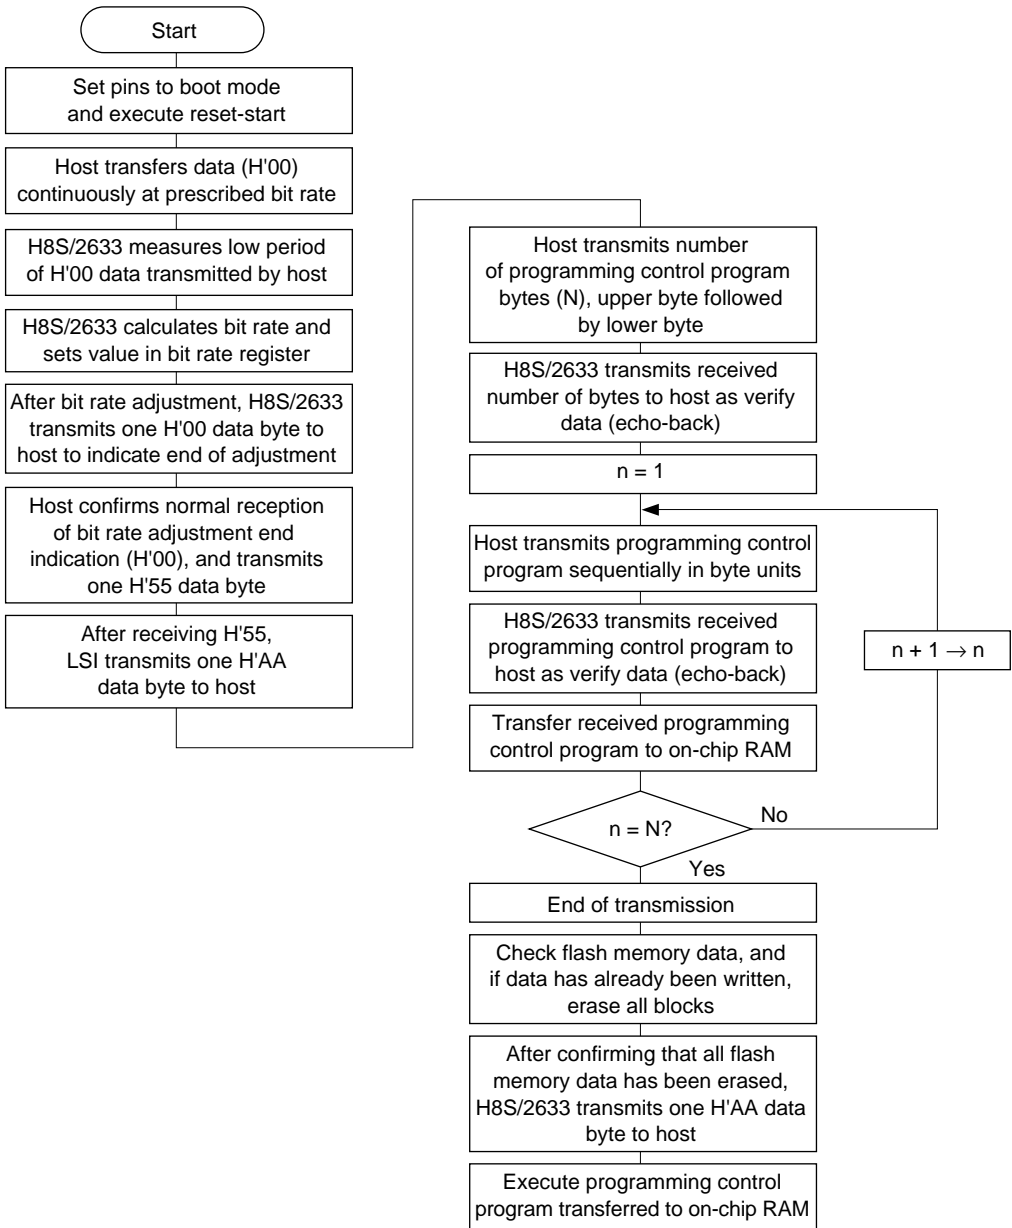 Start
Set pins to boot mode
and execute reset-start
Host transfers data (H'00)
continuously at prescribed bit rate
H8S/2633 measures low period
of H'00 data transmitted by host
H8S/2633 calculates bit rate and
sets value in bit rate register
After bit rate adjustment, H8S/2633
transmits one H'00 data byte to
host to indicate end of adjustment
Host confirms normal reception
of bit rate adjustment end
indication (H'00), and transmits
one H'55 data byte
After receiving H'55,
LSI transmits one H'AA
data byte to host
Host transmits number
of programming control program
bytes (N), upper byte followed
by lower byte
H8S/2633 transmits received
number of bytes to host as verify
data (echo-back)
n = 1
Host transmits programming control
program sequentially in byte units
H8S/2633 transmits received
programming control program to
host as verify data (echo-back)
n + 1 → n
Transfer received programming
control program to on-chip RAM
n = N?
No
Yes
End of transmission
Check flash memory data, and
if data has already been written,
erase all blocks
After confirming that all flash
memory data has been erased,
H8S/2633 transmits one H'AA data
byte to host
Execute programming control
program transferred to on-chip RAM